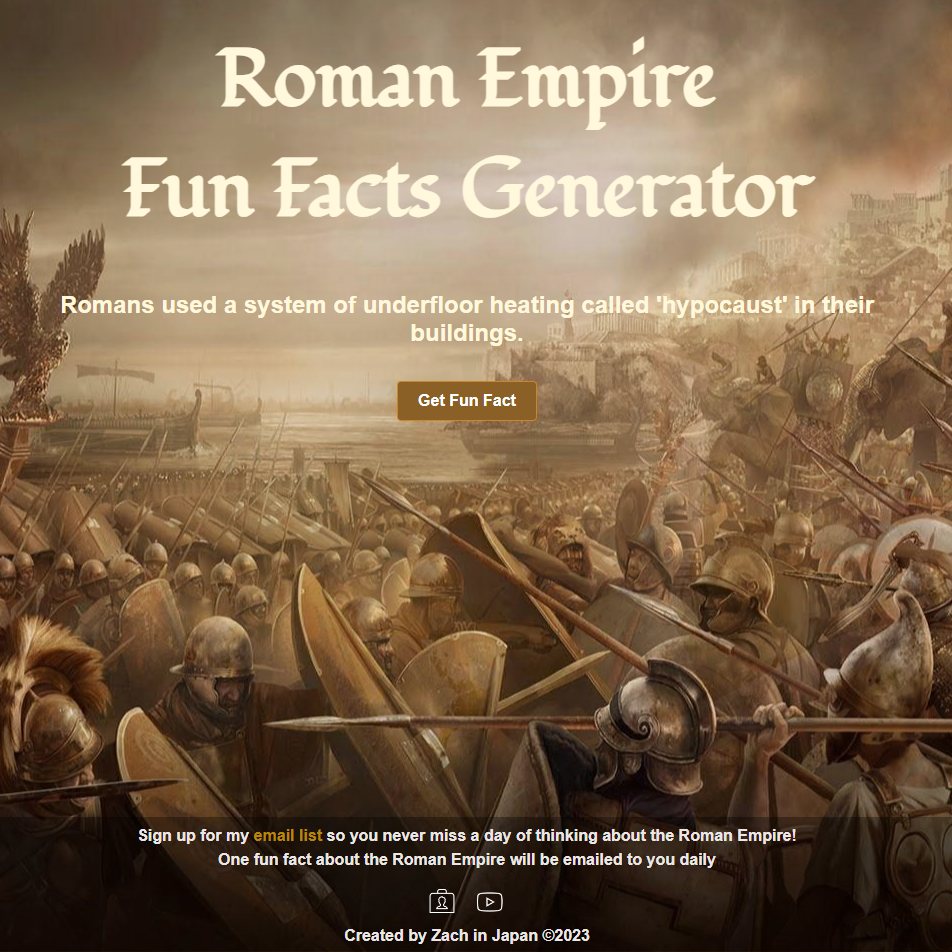 Roman Empire
Fun Facts Generator
Romans used a system of underfloor heating called 'hypocaust' in their
buildings.
Get Fun Fact
Sign up for my email list so you never miss a day of thinking about the Roman Empire!
One fun fact about the Roman Empire will be emailed to you daily
Created by Zach in Japan ©2023